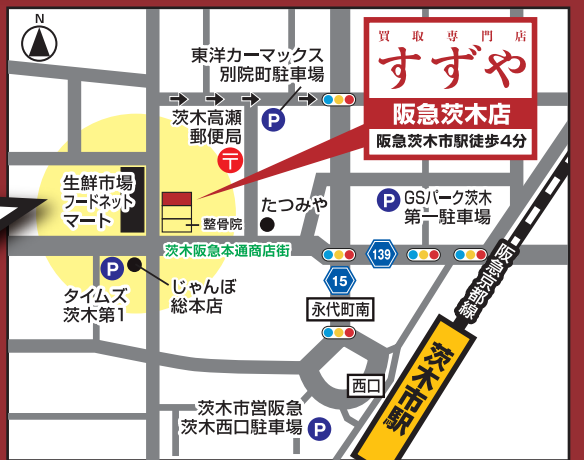 N
買取専門店
すずや
阪急茨木店
阪急茨木市駅徒歩4分
東洋カーマックス
別院町駐車場
P
茨木高瀬
郵便局
〒
生鮮市場
フードネット
マート
整骨院
たつみや
P
GSパーク茨木
第一駐車場
茨木阪急本通商店街
139
阪急京都線
P
タイムズ
茨木第1
じゃんぼ
総本店
15
永代町南
西口
茨木市駅
茨木市営阪急
茨木西口駐車場
P